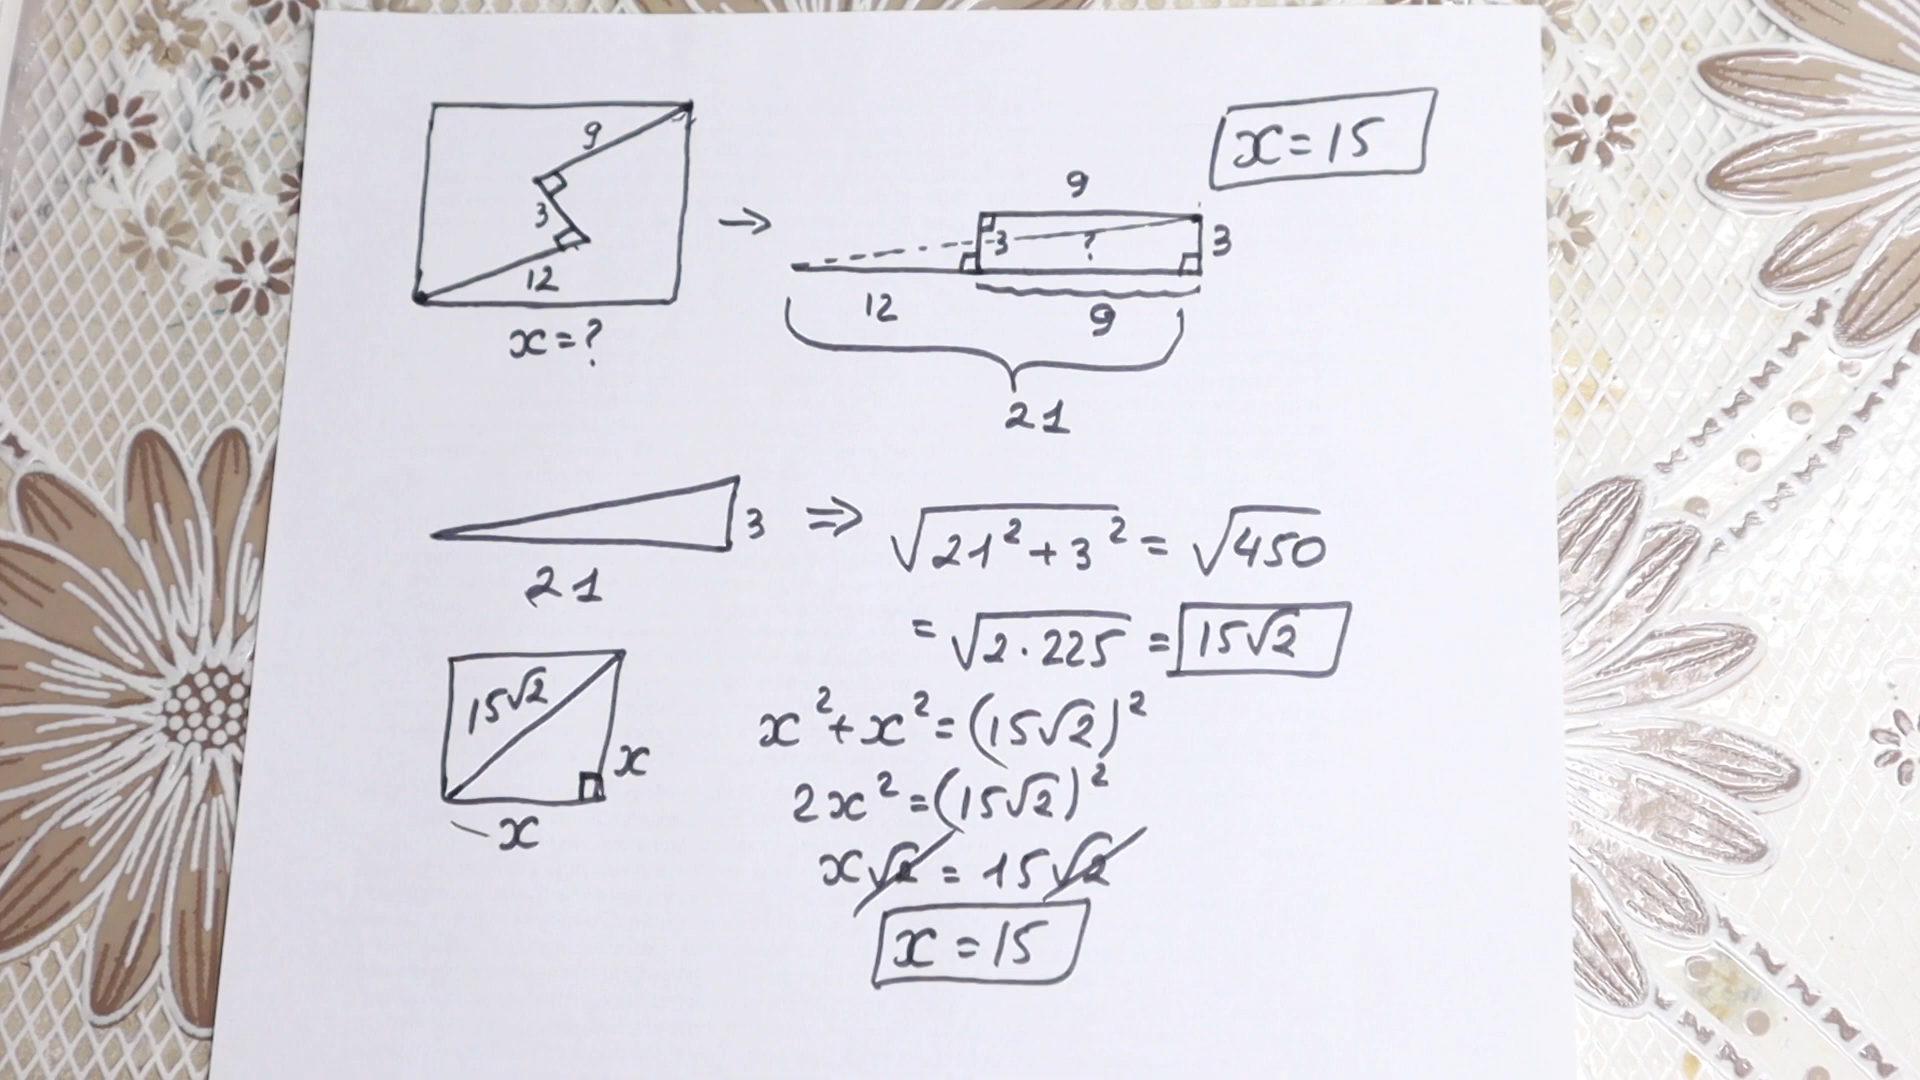 9
3
12
x=?
→
9
3
?
3
12
9
21
x=15
3
21
⇒ √(21²+3²) = √450
= √(2·225) = 15√2
15√2
x
x
x²+x²=(15√2)²
2x²=(15√2)²
x√2 = 15√2
x = 15